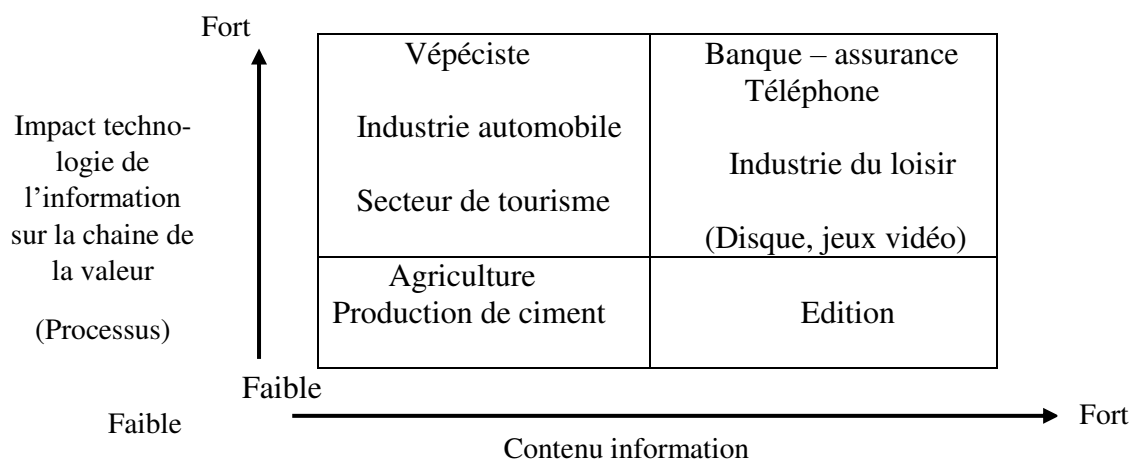 Fort
Impact techno-
logie de
l’information
sur la chaine de
la valeur
(Processus)
Vépéciste
Industrie automobile
Secteur de tourisme
Banque – assurance
Téléphone
Industrie du loisir
(Disque, jeux vidéo)
Agriculture
Production de ciment
Edition
Faible
Faible
Fort
Contenu information